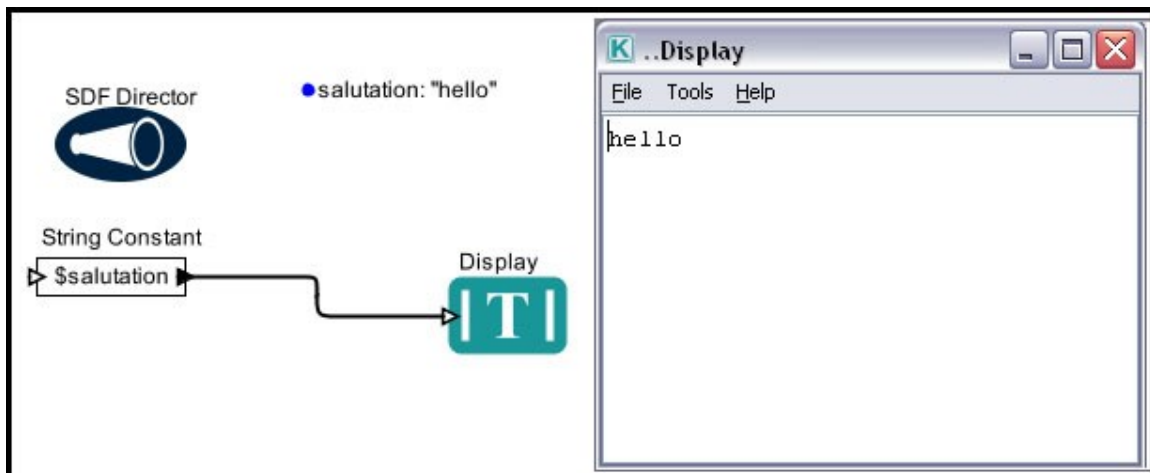 SDF Director
salutation: "hello"
String Constant
$salutation
Display
T
K ..Display
File Tools Help
hello